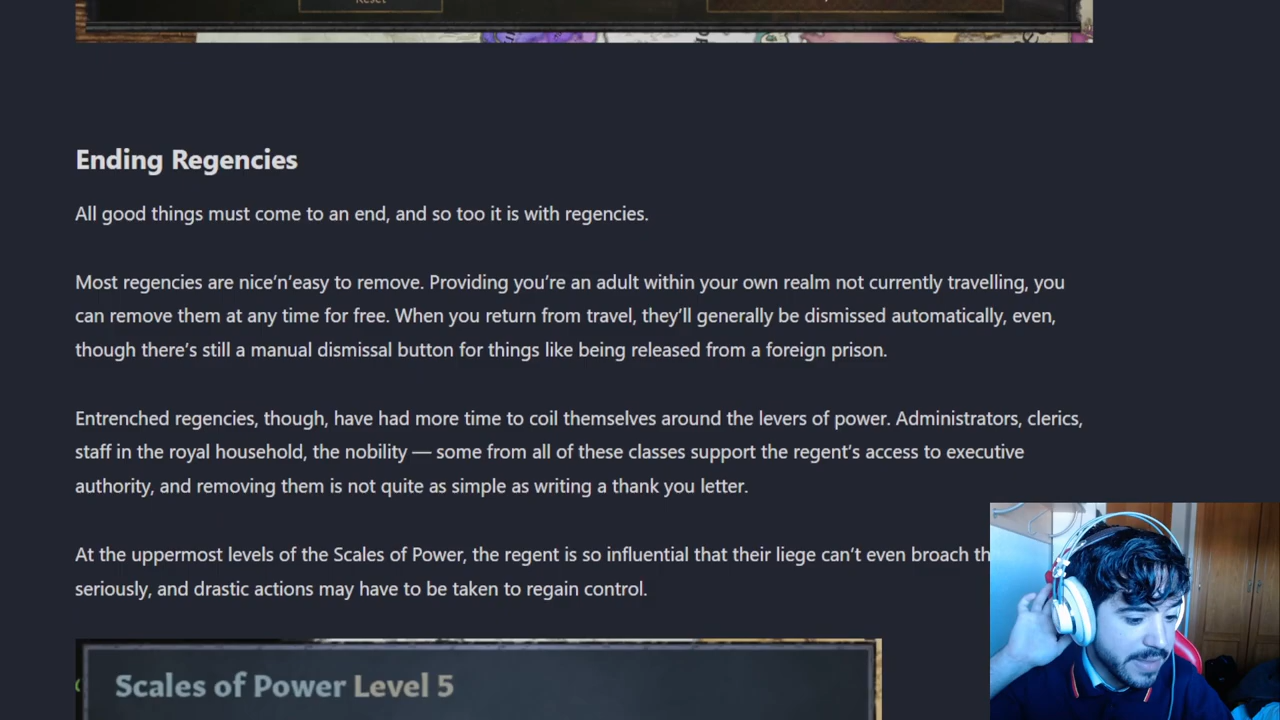 Ending Regencies
All good things must come to an end, and so too it is with regencies.
Most regencies are nice’n’easy to remove. Providing you’re an adult within your own realm not currently travelling, you
can remove them at any time for free. When you return from travel, they’ll generally be dismissed automatically, even,
though there’s still a manual dismissal button for things like being released from a foreign prison.
Entrenched regencies, though, have had more time to coil themselves around the levers of power. Administrators, clerics,
staff in the royal household, the nobility — some from all of these classes support the regent’s access to executive
authority, and removing them is not quite as simple as writing a thank you letter.
At the uppermost levels of the Scales of Power, the regent is so influential that their liege can’t even broach
seriously, and drastic actions may have to be taken to regain control.
Scales of Power Level 5